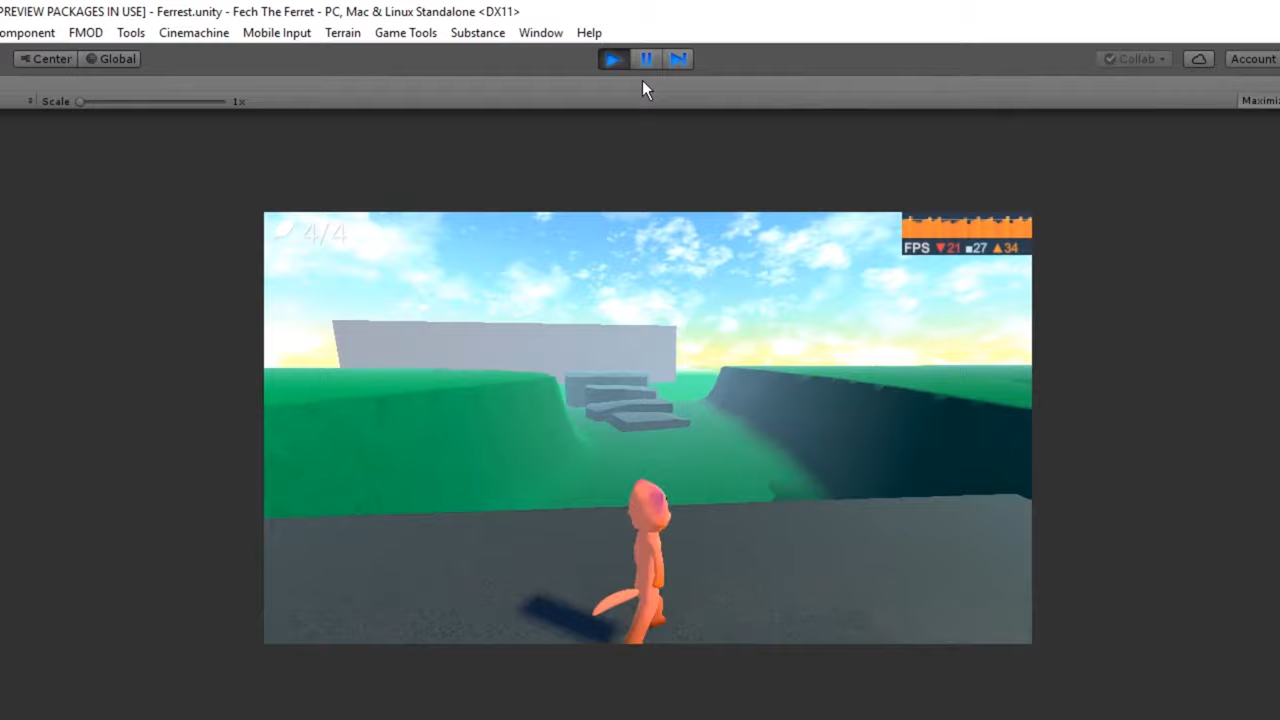 PREVIEW PACKAGES IN USE] - Ferrest.unity - Fech The Ferret - PC, Mac & Linux Standalone <DX11>
omponent FMOD Tools Cinemachine Mobile Input Terrain Game Tools Substance Window Help
Center Global Collab Account
Scale 1x Maximiz
4/4
FPS 21 27 34